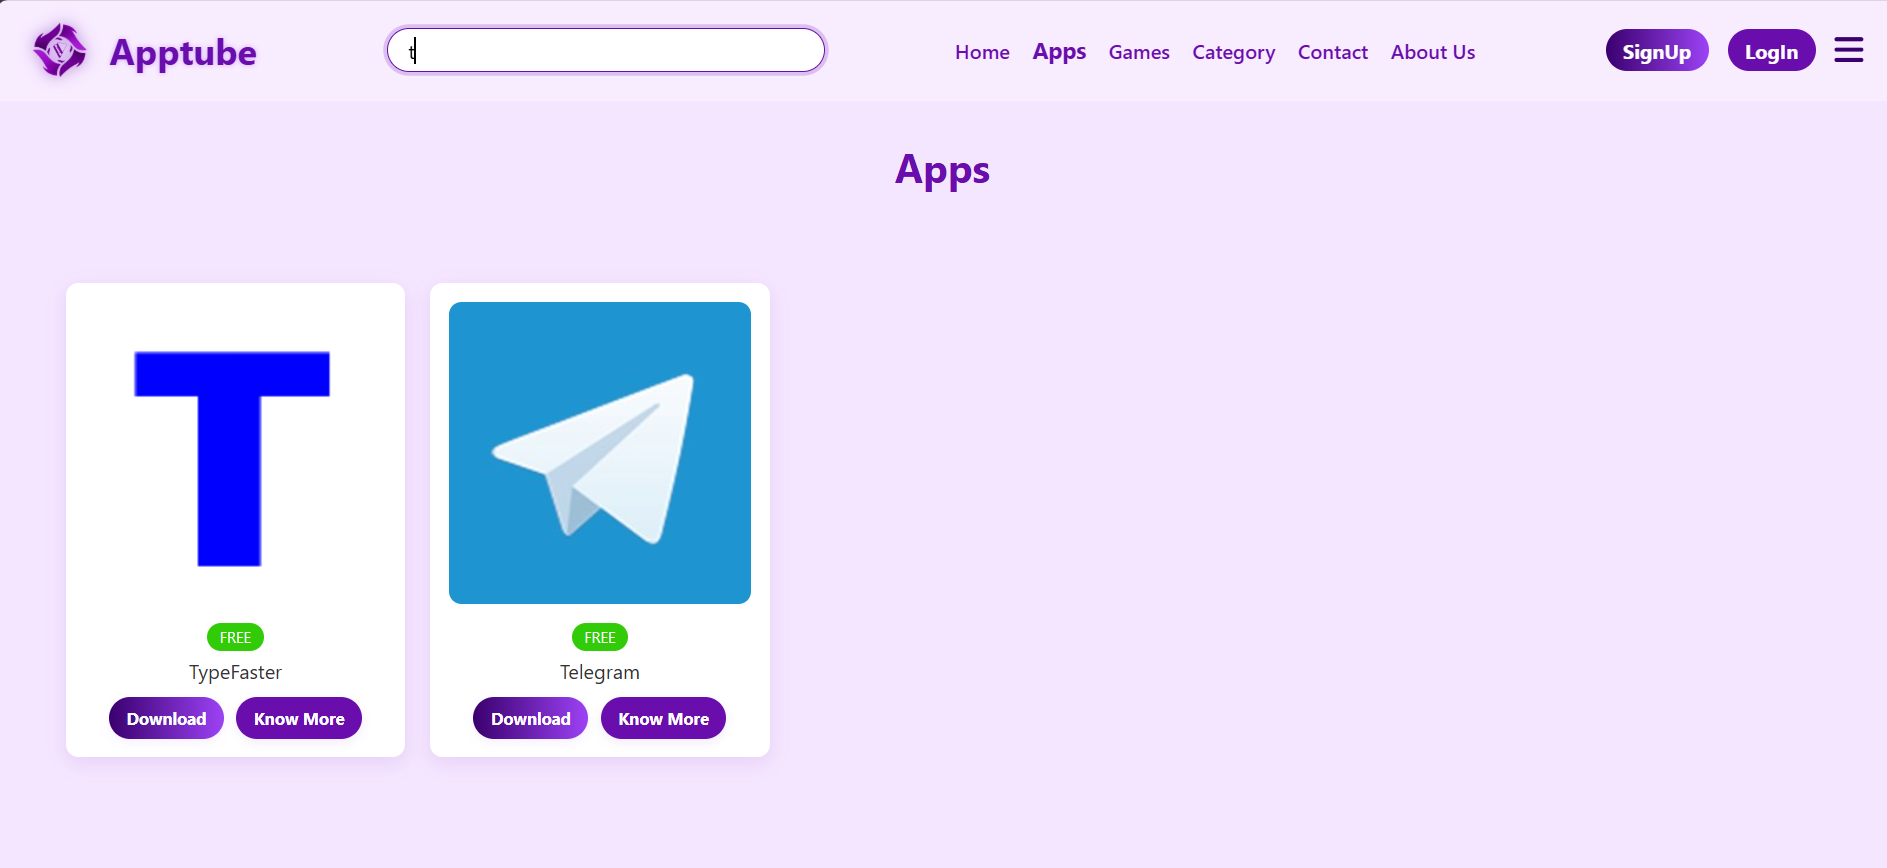 Apptube
t
Home Apps Games Category Contact About Us
SignUp LogIn
Apps
T
FREE
TypeFaster
Download Know More
FREE
Telegram
Download Know More